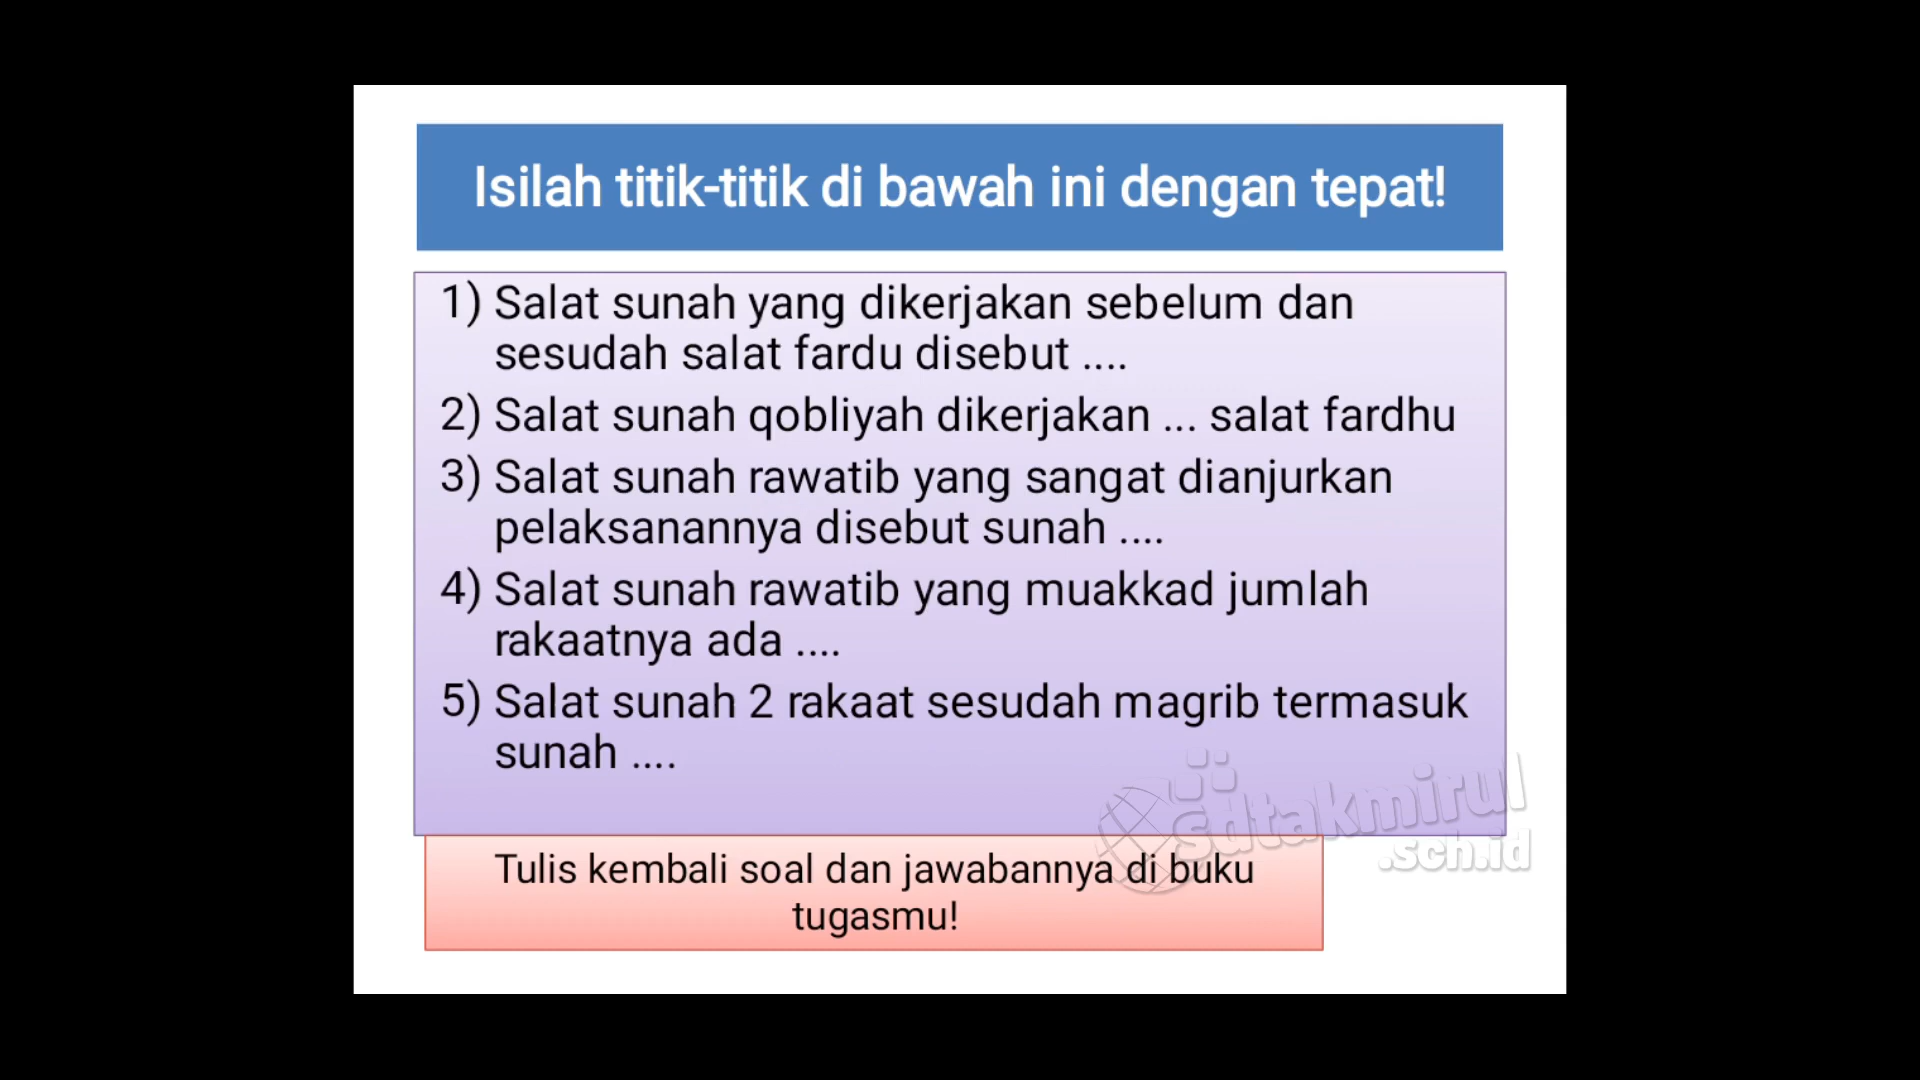 Isilah titik-titik di bawah ini dengan tepat!
1) Salat sunah yang dikerjakan sebelum dan
sesudah salat fardu disebut ....
2) Salat sunah qobliyah dikerjakan ... salat fardhu
3) Salat sunah rawatib yang sangat dianjurkan
pelaksanannya disebut sunah ....
4) Salat sunah rawatib yang muakkad jumlah
rakaatnya ada ....
5) Salat sunah 2 rakaat sesudah magrib termasuk
sunah ....
sdtakmirul
.sch.id
Tulis kembali soal dan jawabannya di buku
tugasmu!